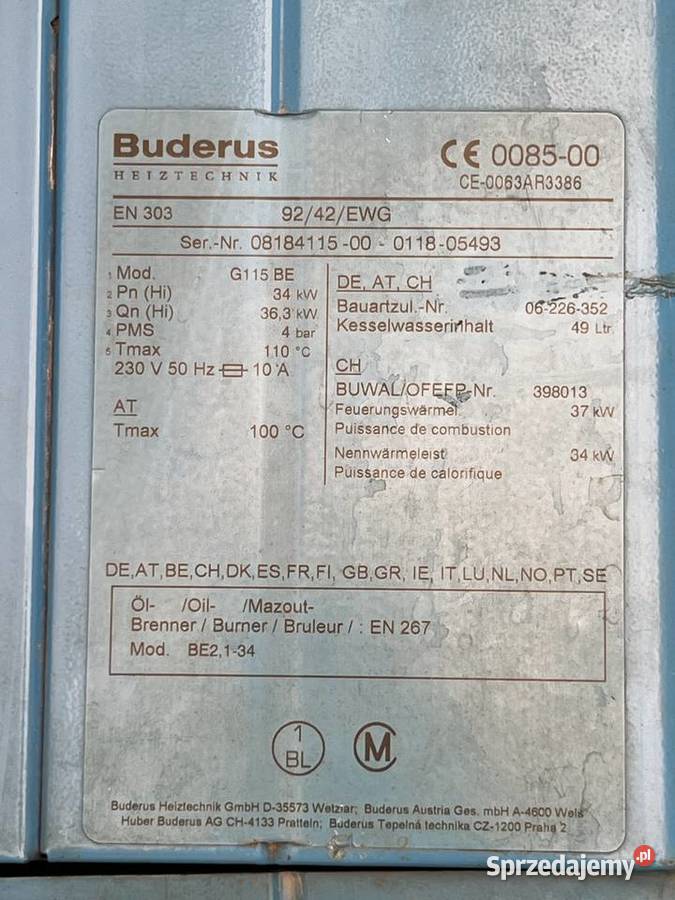 Buderus
HEIZTECHNIK
CE 0085-00
CE-0063AR3386
EN 303 92/42/EWG
Ser.-Nr. 08184115-00 - 0118-05493
1 Mod. G115 BE
2 Pn (Hi) 34 kW
3 Qn (Hi) 36,3 kW
4 PMS 4 bar
5 Tmax 110 °C
230 V 50 Hz 10 A
AT
Tmax 100 °C
DE, AT, CH
Bauartzul.-Nr. 06-226-352
Kesselwasserinhalt 49 Ltr.
CH
BUWAL/OFEFP-Nr. 398013
Feuerungswärmel. 37 kW
Puissance de combustion
Nennwärmeleist 34 kW
Puissance de calorifique
DE,AT,BE,CH,DK,ES,FR,FI, GB,GR, IE, IT,LU,NL,NO,PT,SE
Öl- /Oil- /Mazout-
Brenner / Burner / Bruleur / : EN 267
Mod. BE2,1-34
1
BL
M
Buderus Heiztechnik GmbH D-35573 Wetzlar; Buderus Austria Ges. mbH A-4600 Wels
Huber Buderus AG CH-4133 Pratteln; Buderus Tepelná technika CZ-1200 Praha 2
Sprzedajemy.pl